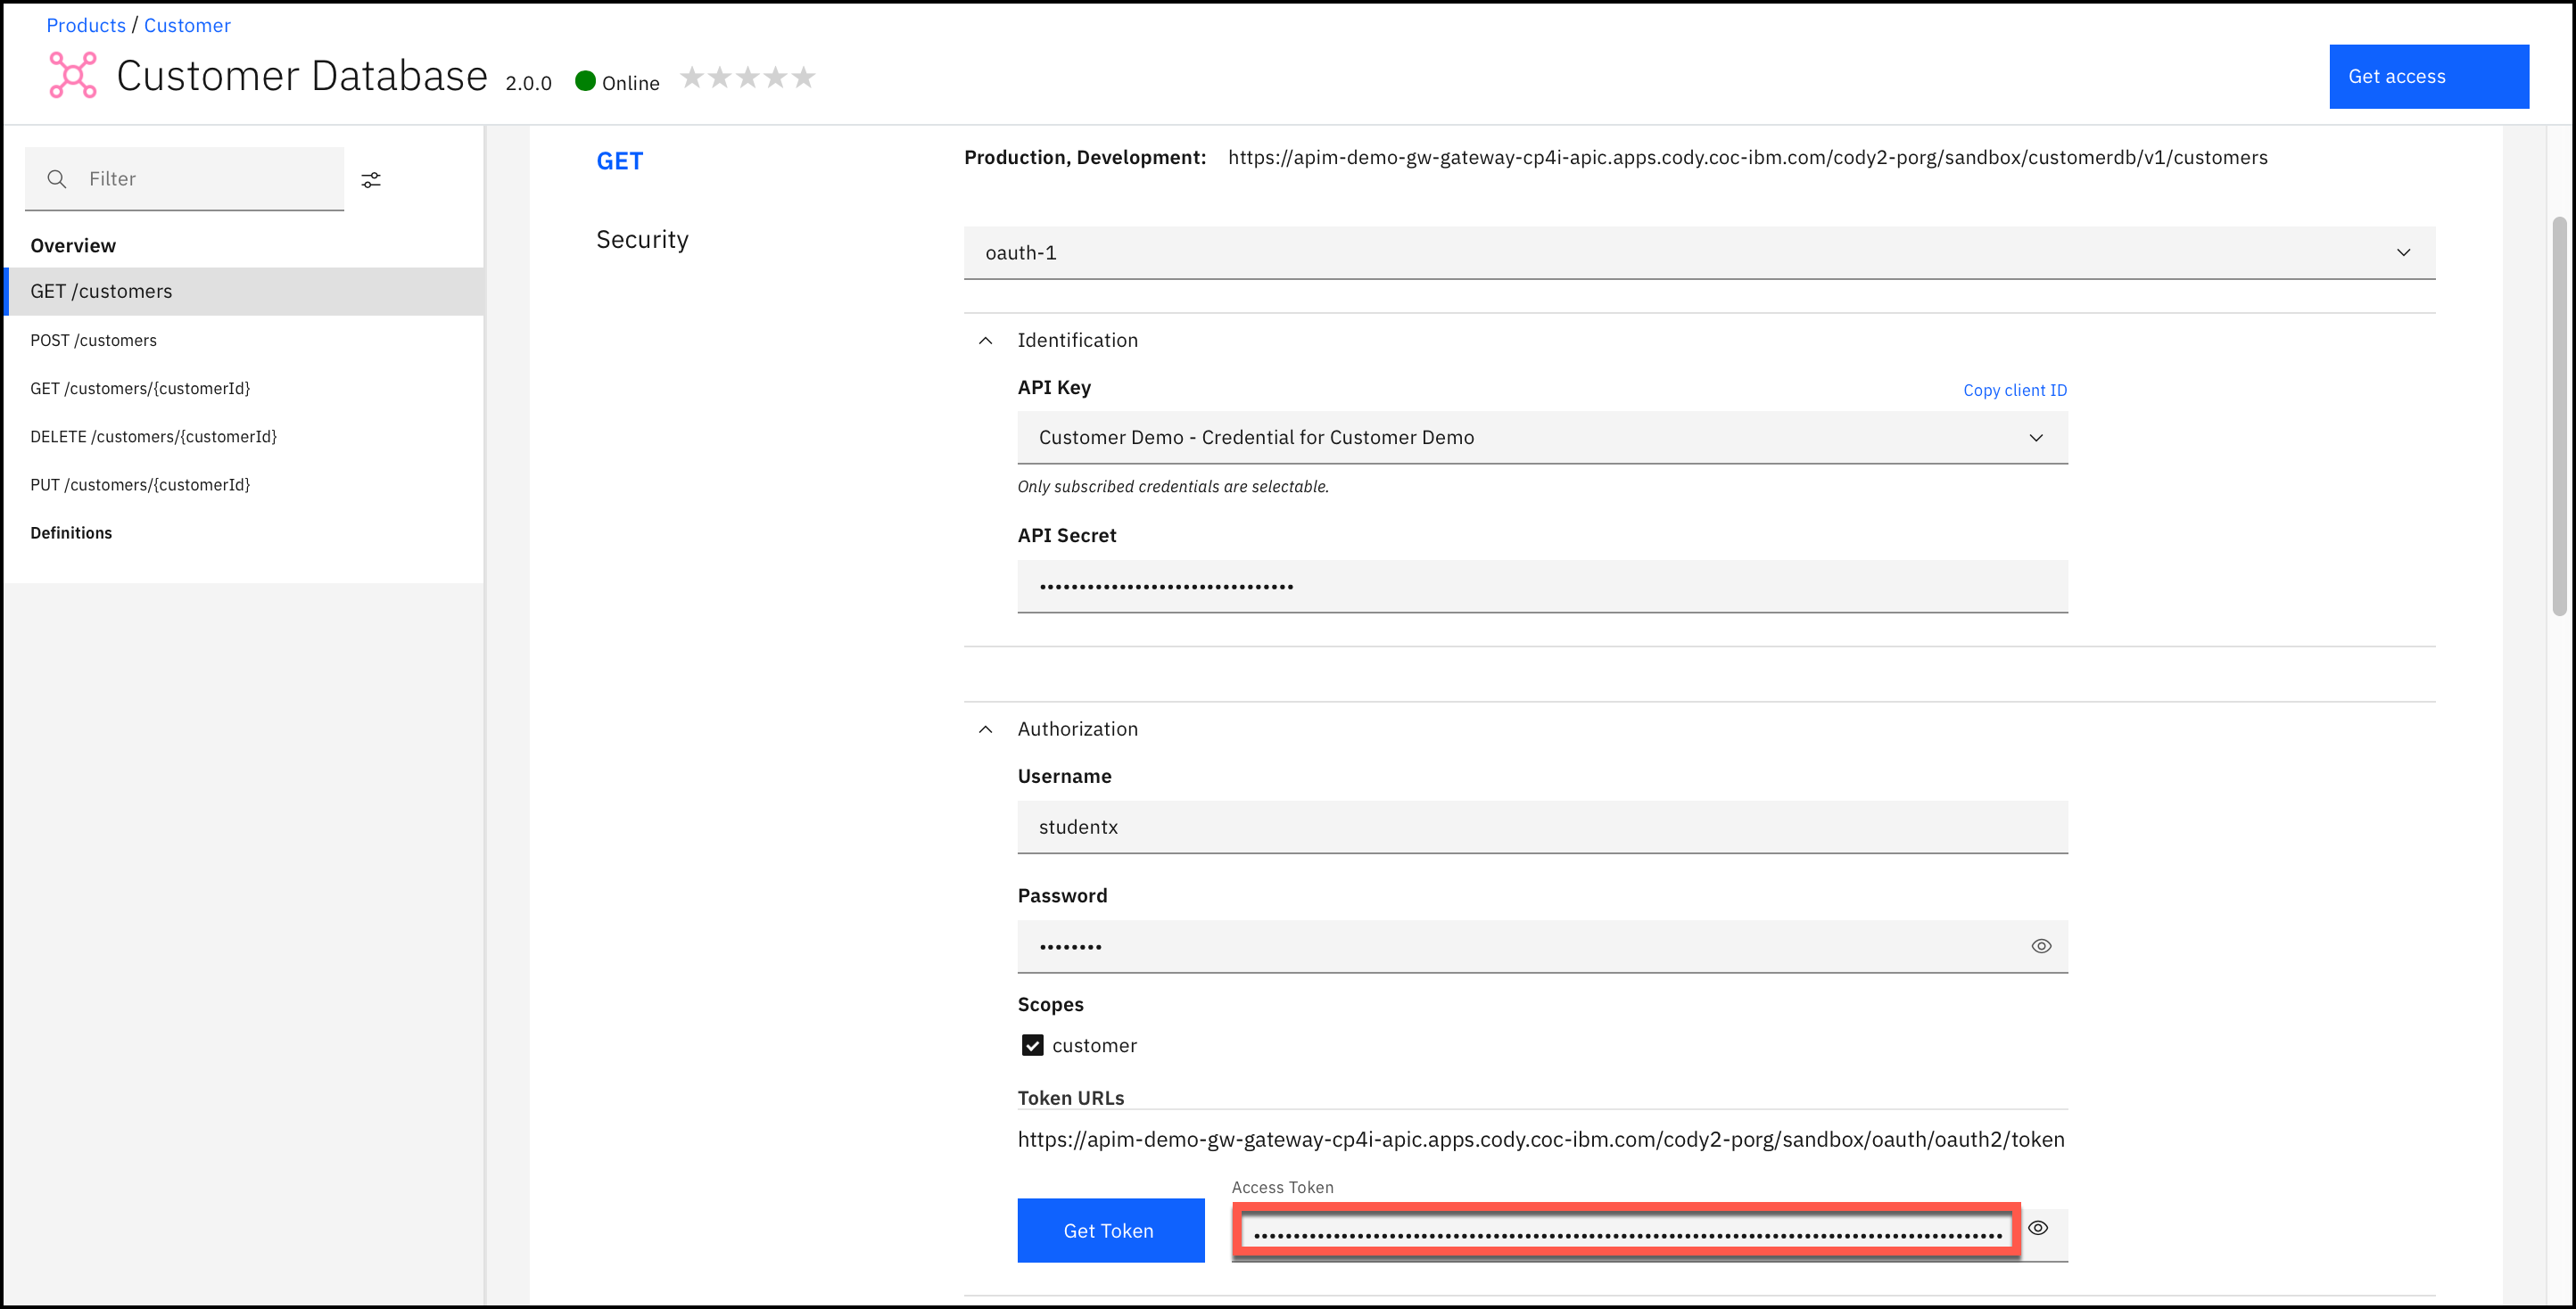 Products / Customer
Customer Database 2.0.0 Online
Get access
Filter
Overview
GET /customers
POST /customers
GET /customers/{customerId}
DELETE /customers/{customerId}
PUT /customers/{customerId}
Definitions
GET
Production, Development: https://apim-demo-gw-gateway-cp4i-apic.apps.cody.coc-ibm.com/cody2-porg/sandbox/customerdb/v1/customers
Security
oauth-1
Identification
API Key
Copy client ID
Customer Demo - Credential for Customer Demo
Only subscribed credentials are selectable.
API Secret
Authorization
Username
studentx
Password
Scopes
customer
Token URLs
https://apim-demo-gw-gateway-cp4i-apic.apps.cody.coc-ibm.com/cody2-porg/sandbox/oauth/oauth2/token
Access Token
Get Token